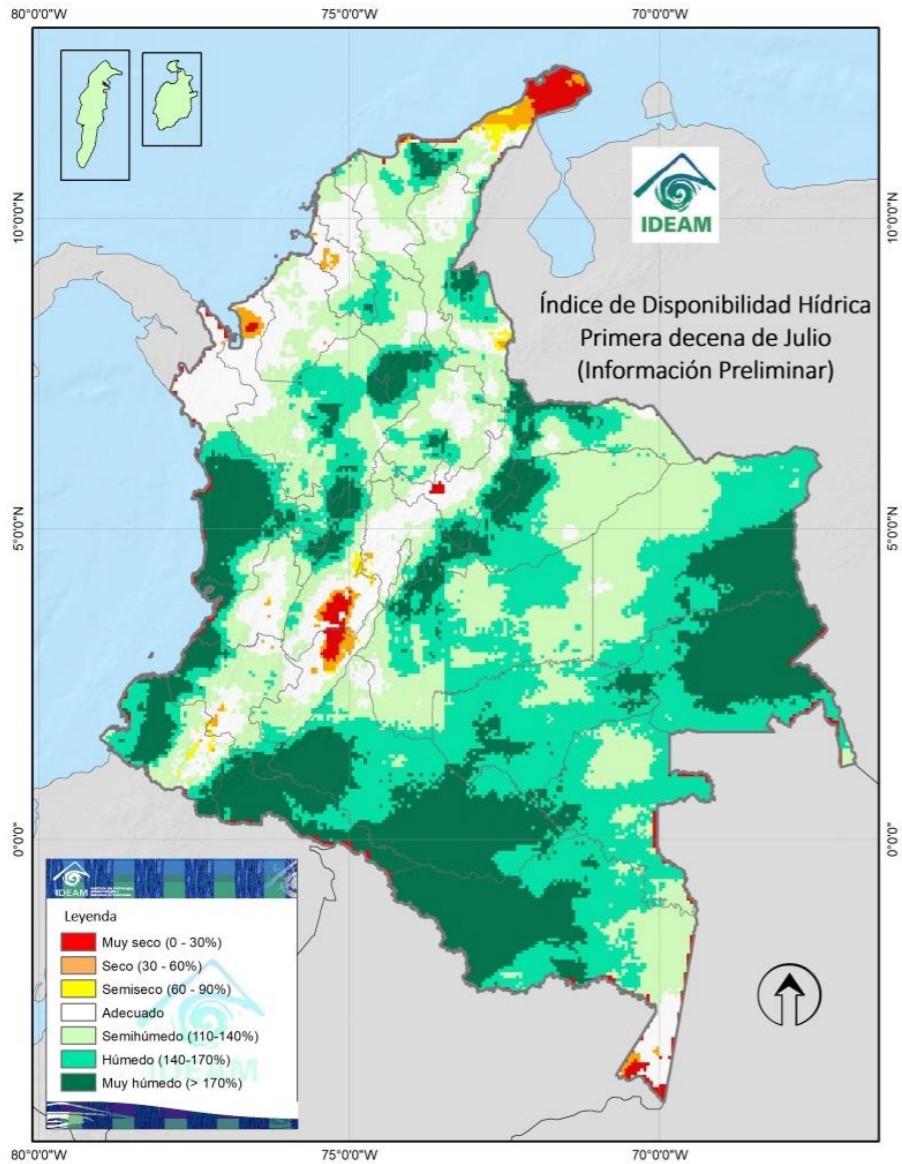 80°0'0"W 75°0'0"W 70°0'0"W
10°0'0"N
5°0'0"N
0°0'0"
10°0'0"N
5°0'0"N
0°0'0"
IDEAM
Índice de Disponibilidad Hídrica
Primera decena de Julio
(Información Preliminar)
IDEAM
Leyenda
Muy seco (0 - 30%)
Seco (30 - 60%)
Semiseco (60 - 90%)
Adecuado
Semihúmedo (110-140%)
Húmedo (140-170%)
Muy húmedo (> 170%)
IDEAM
80°0'0"W 75°0'0"W 70°0'0"W